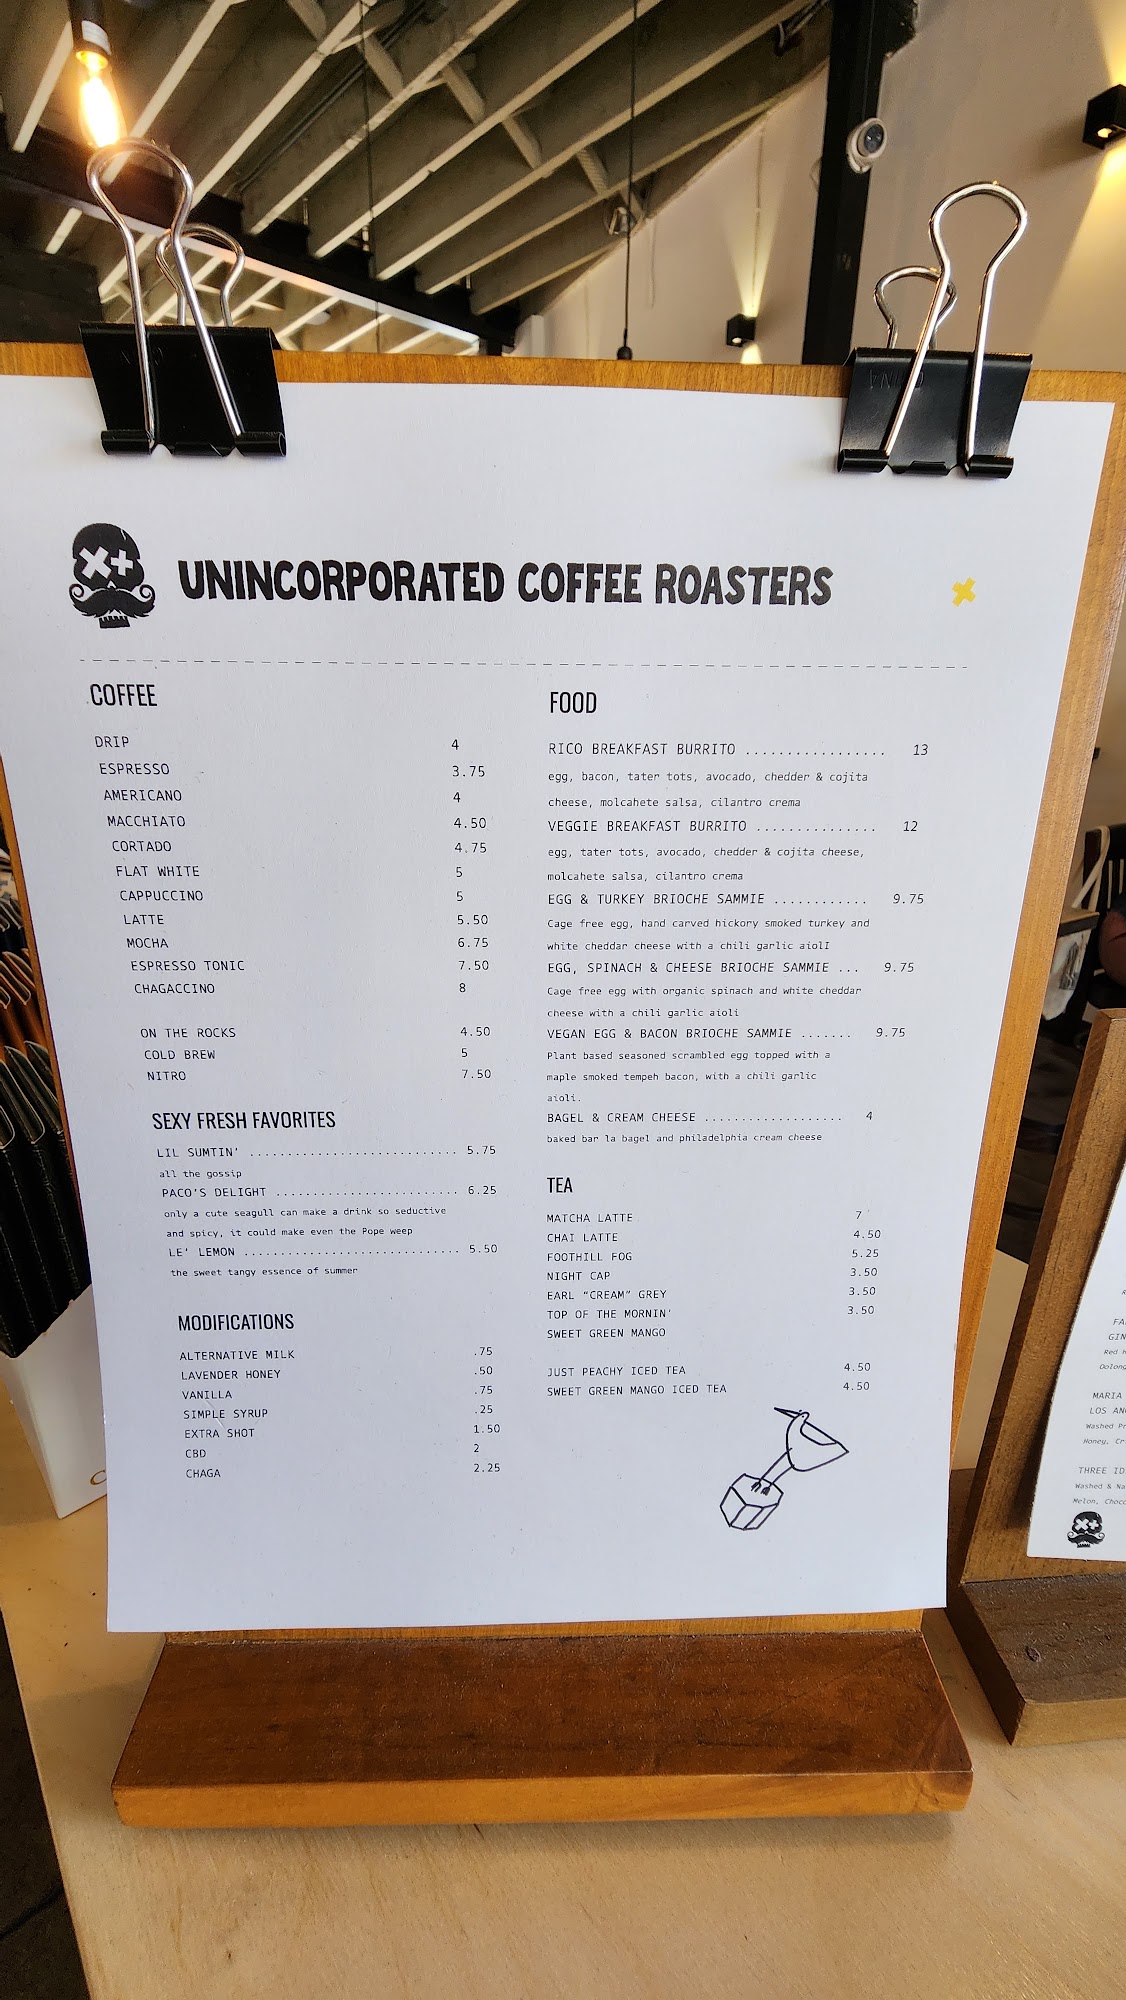 X+
UNINCORPORATED COFFEE ROASTERS
COFFEE
DRIP 4
ESPRESSO 3.75
AMERICANO 4
MACCHIATO 4.50
CORTADO 4.75
FLAT WHITE 5
CAPPUCCINO 5
LATTE 5.50
MOCHA 6.75
ESPRESSO TONIC 7.50
CHAGACCINO 8
ON THE ROCKS 4.50
COLD BREW 5
NITRO 7.50
SEXY FRESH FAVORITES
LIL SUMTIN' ............................ 5.75
all the gossip
PACO'S DELIGHT ......................... 6.25
only a cute seagull can make a drink so seductive
and spicy, it could make even the Pope weep
LE' LEMON ............................. 5.50
the sweet tangy essence of summer
MODIFICATIONS
ALTERNATIVE MILK .75
LAVENDER HONEY .50
VANILLA .75
SIMPLE SYRUP .25
EXTRA SHOT 1.50
CBD 2
CHAGA 2.25
FOOD
RICO BREAKFAST BURRITO ................. 13
egg, bacon, tater tots, avocado, chedder & cojita
cheese, molcahete salsa, cilantro crema
VEGGIE BREAKFAST BURRITO ............... 12
egg, tater tots, avocado, chedder & cojita cheese,
molcahete salsa, cilantro crema
EGG & TURKEY BRIOCHE SAMMIE ............ 9.75
Cage free egg, hand carved hickory smoked turkey and
white cheddar cheese with a chili garlic aiolI
EGG, SPINACH & CHEESE BRIOCHE SAMMIE ... 9.75
Cage free egg with organic spinach and white cheddar
cheese with a chili garlic aioli
VEGAN EGG & BACON BRIOCHE SAMMIE ....... 9.75
Plant based seasoned scrambled egg topped with a
maple smoked tempeh bacon, with a chili garlic
aioli.
BAGEL & CREAM CHEESE ................... 4
baked bar la bagel and philadelphia cream cheese
TEA
MATCHA LATTE 7
CHAI LATTE 4.50
FOOTHILL FOG 5.25
NIGHT CAP 3.50
EARL “CREAM” GREY 3.50
TOP OF THE MORNIN' 3.50
SWEET GREEN MANGO
JUST PEACHY ICED TEA 4.50
SWEET GREEN MANGO ICED TEA 4.50
MARIA
LOS AN
Washed
Honey, Cr
THREE ID
Washed & Na
Melon, Choco